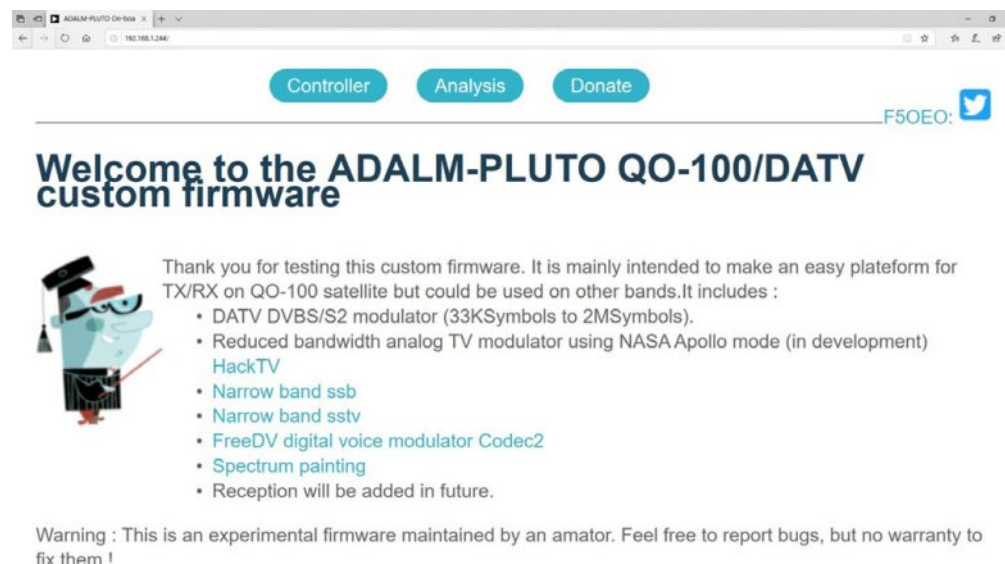 ADALM-PLUTO On-boa
192.168.1.244/
Controller Analysis Donate
F5OEO:
Welcome to the ADALM-PLUTO QO-100/DATV
custom firmware
Thank you for testing this custom firmware. It is mainly intended to make an easy plateform for
TX/RX on QO-100 satellite but could be used on other bands.It includes :
• DATV DVBS/S2 modulator (33KSymbols to 2MSymbols).
• Reduced bandwidth analog TV modulator using NASA Apollo mode (in development)
HackTV
• Narrow band ssb
• Narrow band sstv
• FreeDV digital voice modulator Codec2
• Spectrum painting
• Reception will be added in future.
Warning : This is an experimental firmware maintained by an amator. Feel free to report bugs, but no warranty to
fix them !